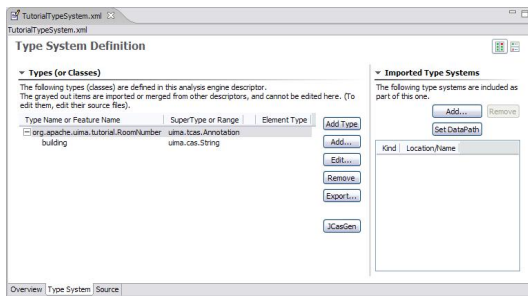 TutorialTypeSystem.xml
TutorialTypeSystem.xml
Type System Definition
Types (or Classes)
The following types (classes) are defined in this analysis engine descriptor.
The grayed out items are imported or merged from other descriptors, and cannot be edited here. (To
edit them, edit their source files).
Type Name or Feature Name SuperType or Range Element Type
org.apache.uima.tutorial.RoomNumber uima.tcas.Annotation
building uima.cas.String
Add Type
Add...
Edit...
Remove
Export...
JCasGen
Imported Type Systems
The following type systems are included as
part of this one.
Add... Remove
Set DataPath
Kind Location/Name
Overview Type System Source